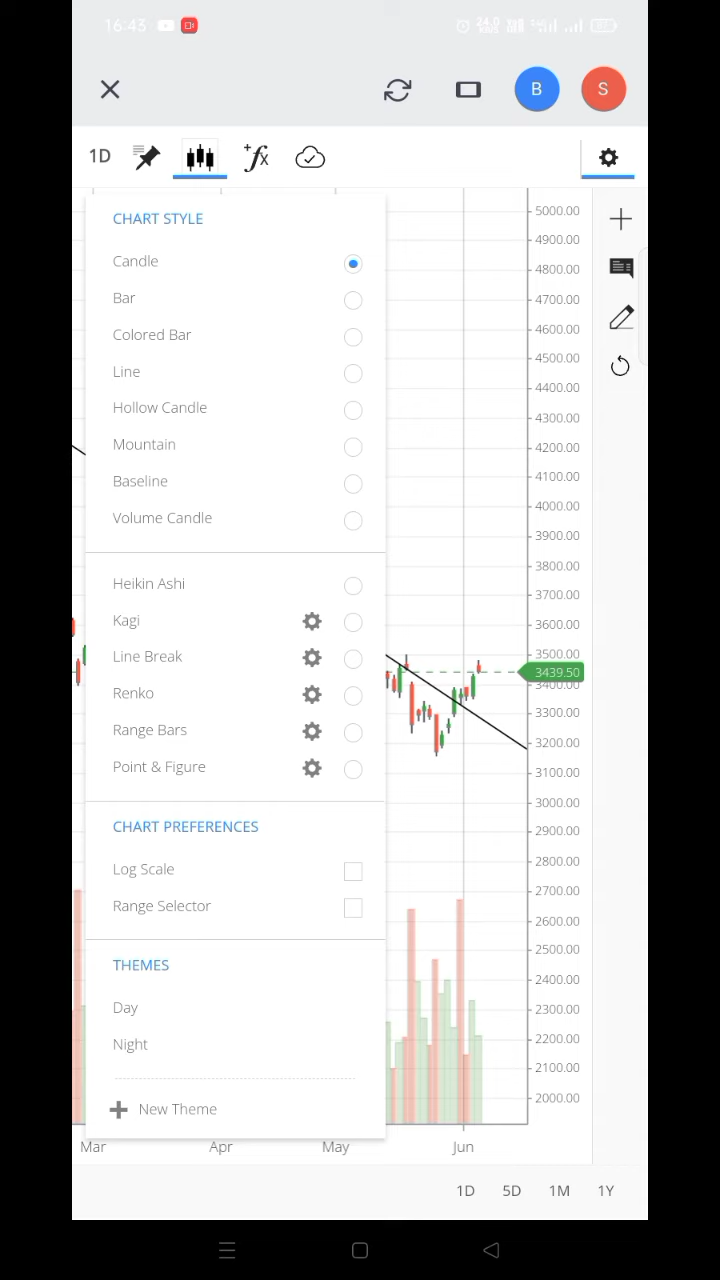 16.43
24.0
B
S
1D
CHART STYLE
Candle
Bar
Colored Bar
Line
Hollow Candle
Mountain
Baseline
Volume Candle
Heikin Ashi
Kagi
Line Break
Renko
Range Bars
Point & Figure
CHART PREFERENCES
Log Scale
Range Selector
THEMES
Day
Night
New Theme
5000.00
4900.00
4800.00
4700.00
4600.00
4500.00
4400.00
4300.00
4200.00
4100.00
4000.00
3900.00
3800.00
3700.00
3600.00
3500.00
3439.50
3400.00
3300.00
3200.00
3100.00
3000.00
2900.00
2800.00
2700.00
2600.00
2500.00
2400.00
2300.00
2200.00
2100.00
2000.00
Mar Apr May Jun
1D 5D 1M 1Y